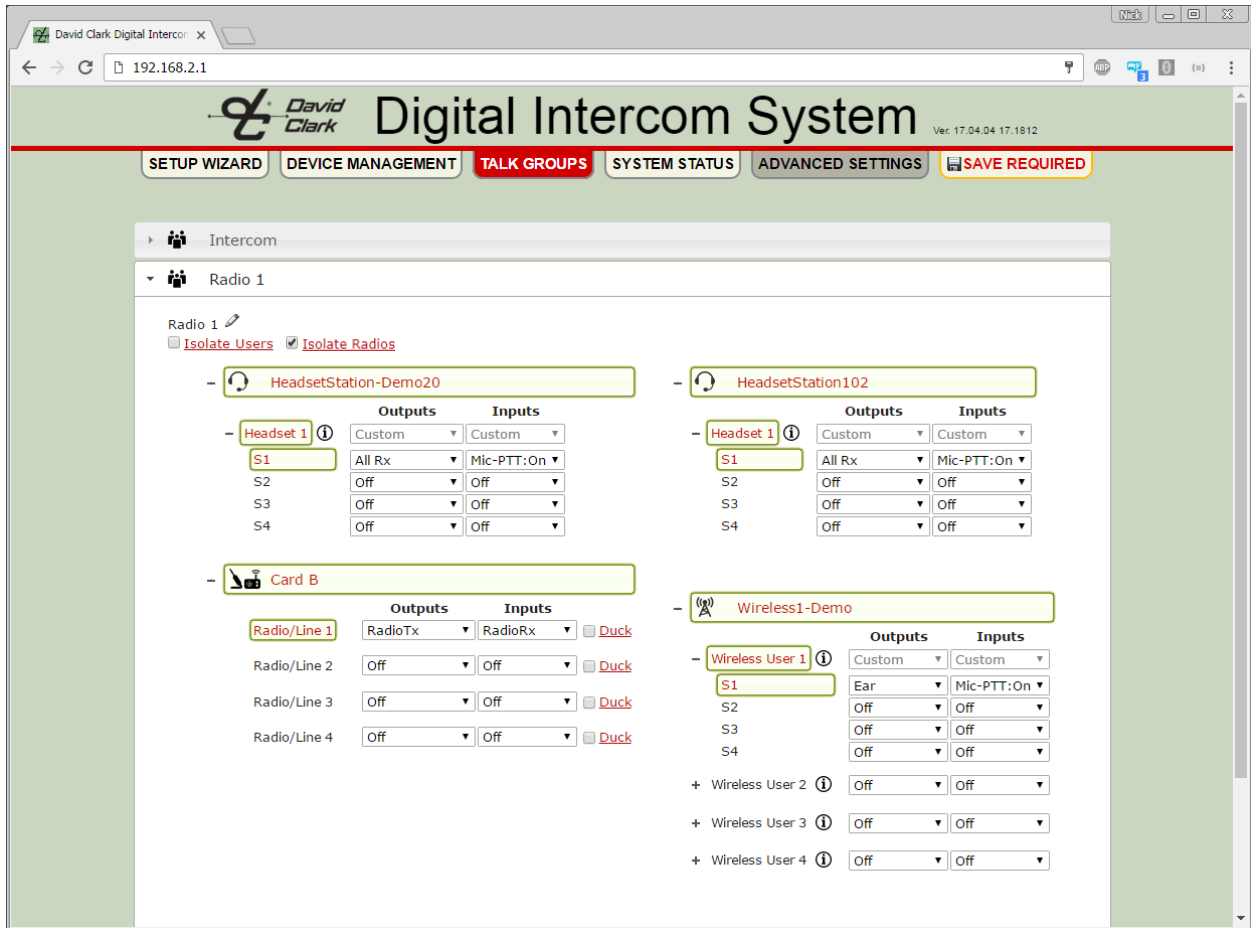 Nick
David Clark Digital Intercor
192.168.2.1
ABP
3
David Clark Digital Intercom System Ver. 17.04.04 17.1812
SETUP WIZARD DEVICE MANAGEMENT TALK GROUPS SYSTEM STATUS ADVANCED SETTINGS SAVE REQUIRED
Intercom
Radio 1
Radio 1
Isolate Users Isolate Radios
HeadsetStation-Demo20
Outputs Inputs
Headset 1 Custom Custom
S1 All Rx Mic-PTT:On
S2 Off Off
S3 Off Off
S4 Off Off
HeadsetStation102
Outputs Inputs
Headset 1 Custom Custom
S1 All Rx Mic-PTT:On
S2 Off Off
S3 Off Off
S4 Off Off
Card B
Outputs Inputs
Radio/Line 1 RadioTx RadioRx Duck
Radio/Line 2 Off Off Duck
Radio/Line 3 Off Off Duck
Radio/Line 4 Off Off Duck
Wireless1-Demo
Outputs Inputs
Wireless User 1 Custom Custom
S1 Ear Mic-PTT:On
S2 Off Off
S3 Off Off
S4 Off Off
Wireless User 2 Off Off
Wireless User 3 Off Off
Wireless User 4 Off Off